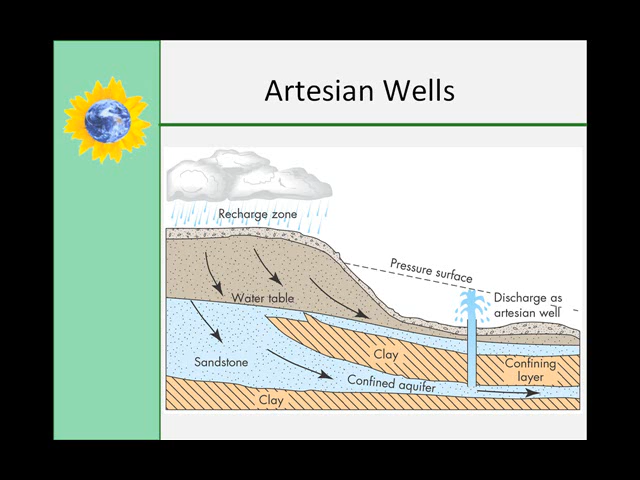 Artesian Wells
Recharge zone
Pressure surface
Discharge as
artesian well
Water table
Clay
Sandstone
Confining
layer
Confined aquifer
Clay